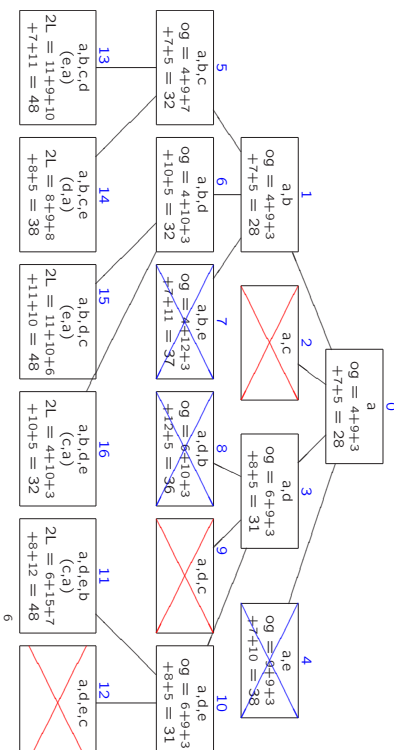 0
a
og = 4+9+3
+7+5 = 28
1
a,b
og = 4+9+3
+7+5 = 28
2
a,c
3
a,d
og = 6+9+3
+8+5 = 31
4
a,e
og = 9+9+3
+7+10 = 38
5
a,b,c
og = 4+9+7
+7+5 = 32
6
a,b,d
og = 4+10+3
+10+5 = 32
7
a,b,e
og = 4+12+3
+7+11 = 37
8
a,d,b
og = 6+10+3
+12+5 = 36
9
a,d,c
10
a,d,e
og = 6+9+3
+8+5 = 31
13
a,b,c,d
(e,a)
2L = 11+9+10
+7+11 = 48
14
a,b,c,e
(d,a)
2L = 8+9+8
+8+5 = 38
15
a,b,d,c
(e,a)
2L = 11+10+6
+11+10 = 48
16
a,b,d,e
(c,a)
2L = 4+10+3
+10+5 = 32
11
a,d,e,b
(c,a)
2L = 6+15+7
+8+12 = 48
12
a,d,e,c
6